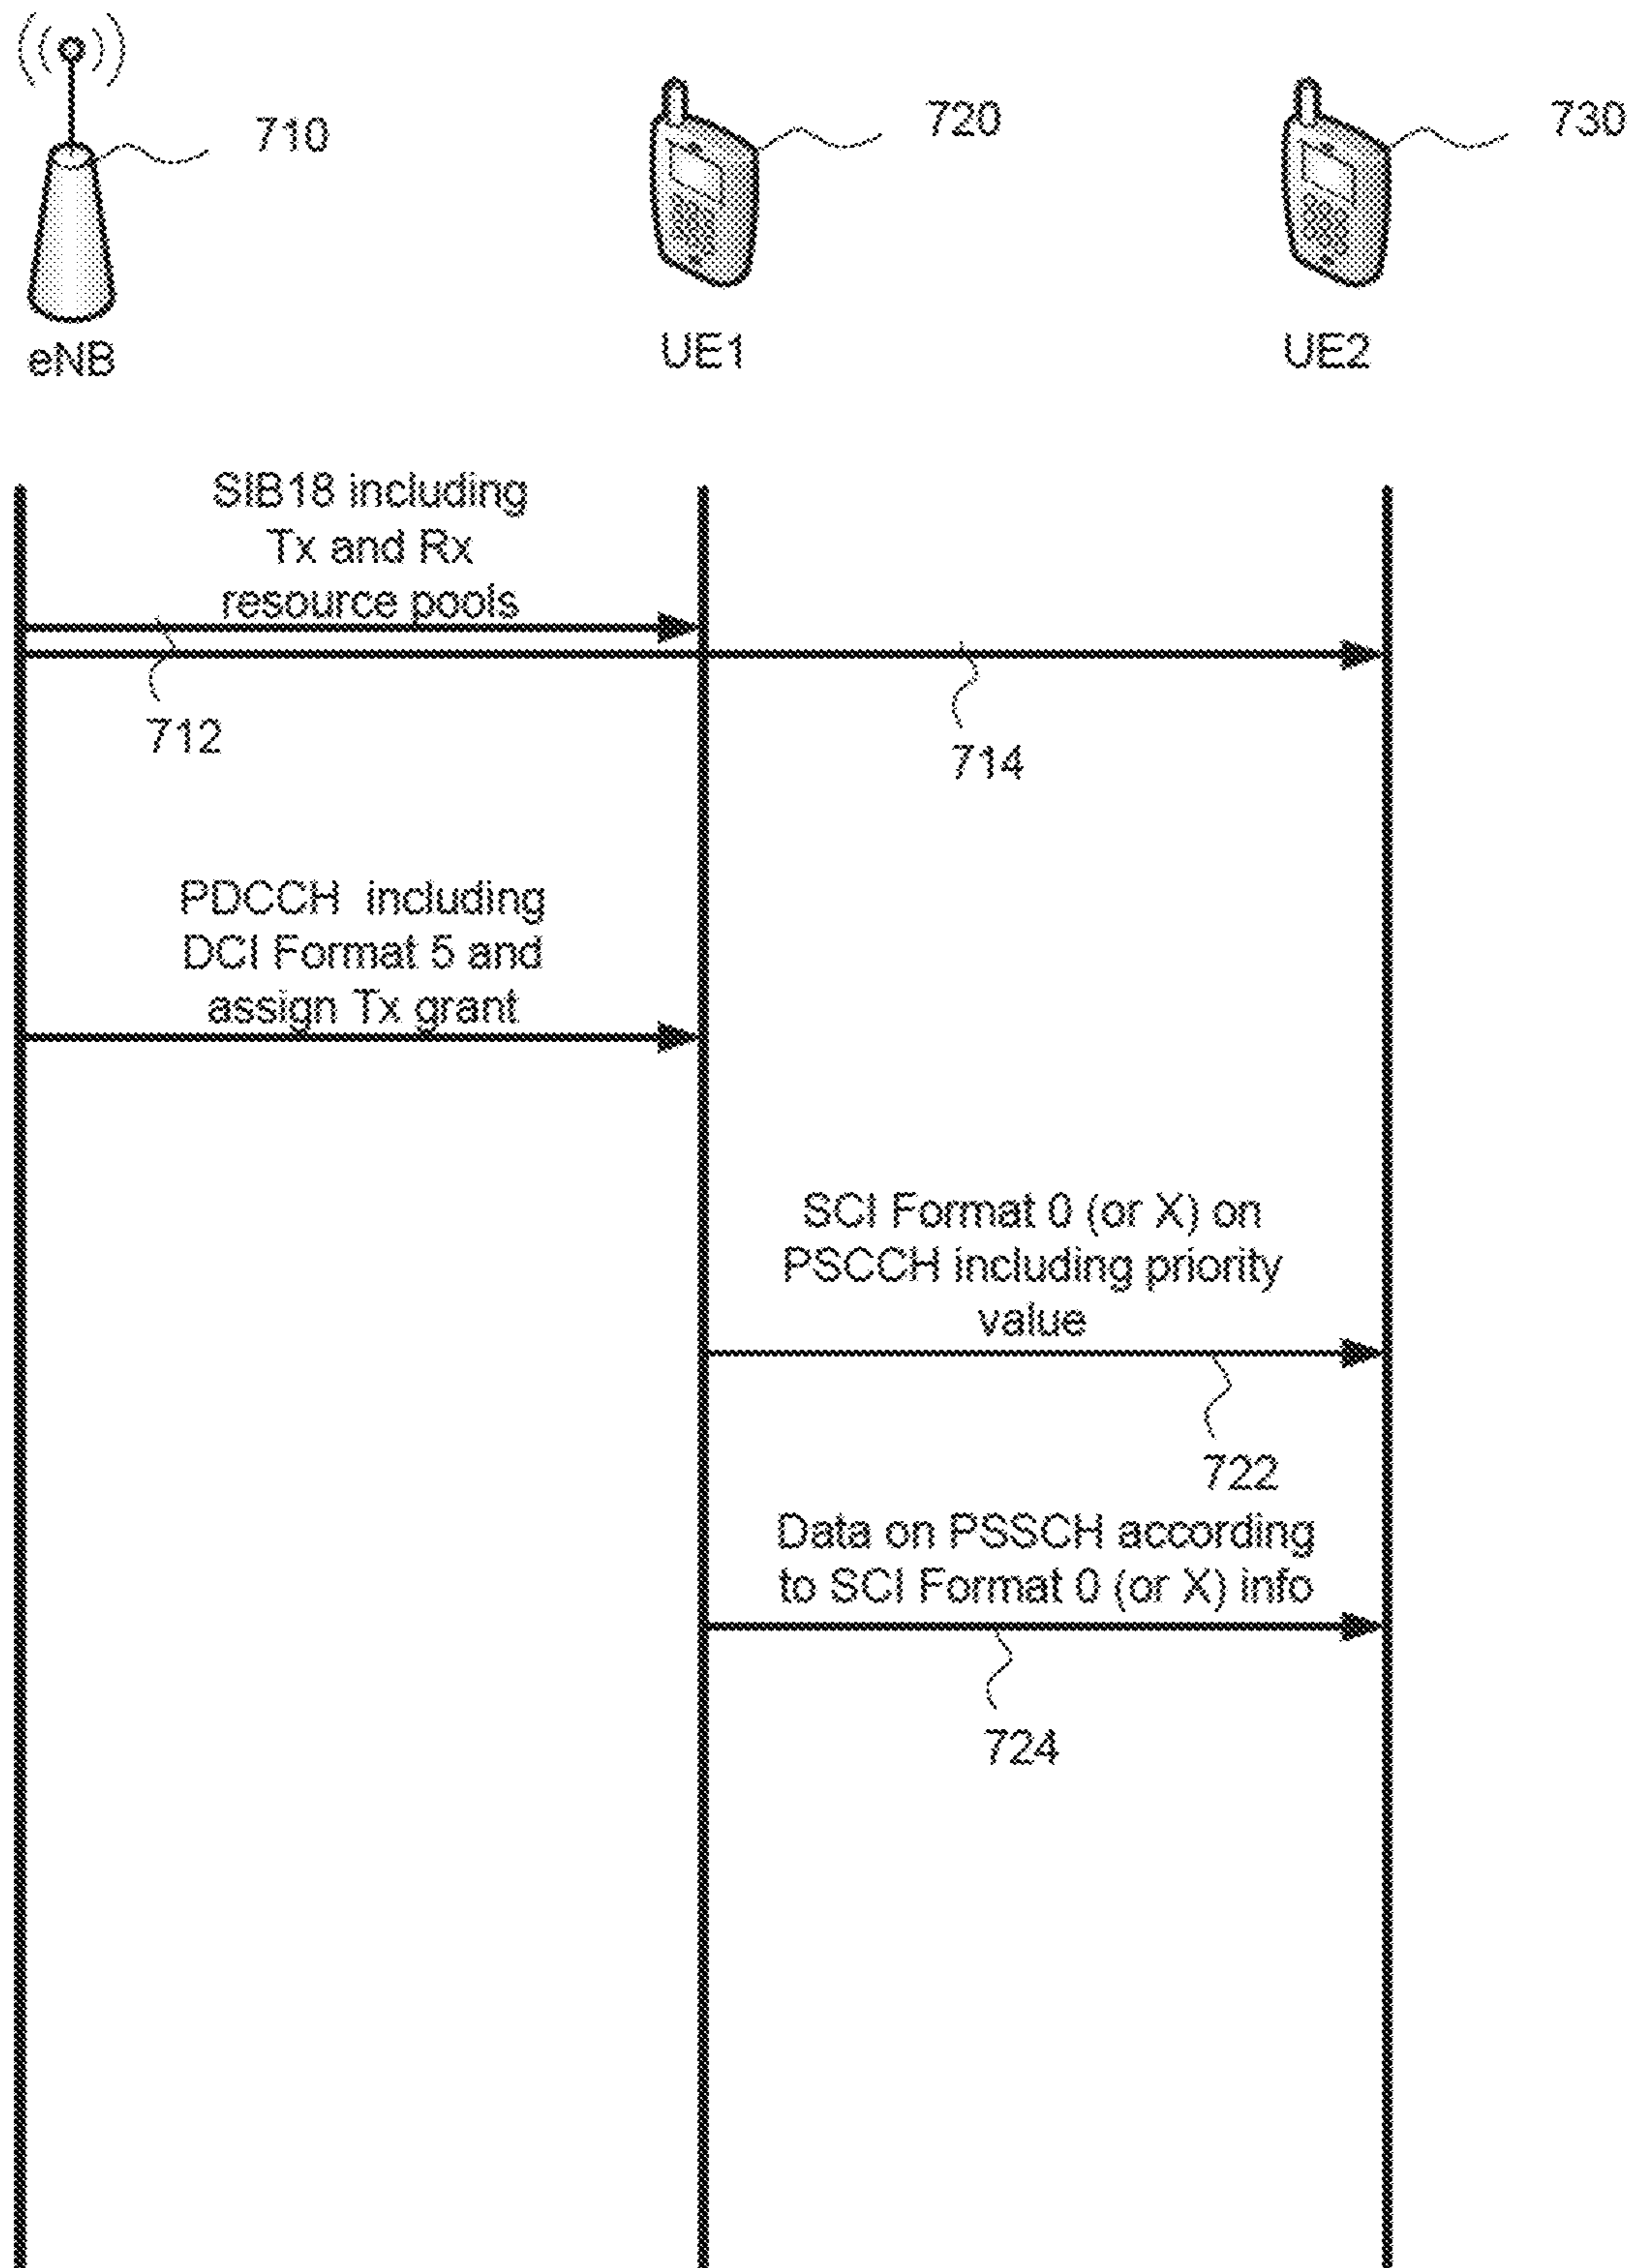 710
720
730
eNB
UE1
UE2
SIB18 including
Tx and Rx
resource pools
712
714
PDCCH including
DCI Format 5 and
assign Tx grant
SCI Format 0 (or X) on
PSCCH including priority
value
722
Data on PSSCH according
to SCI Format 0 (or X) info
724